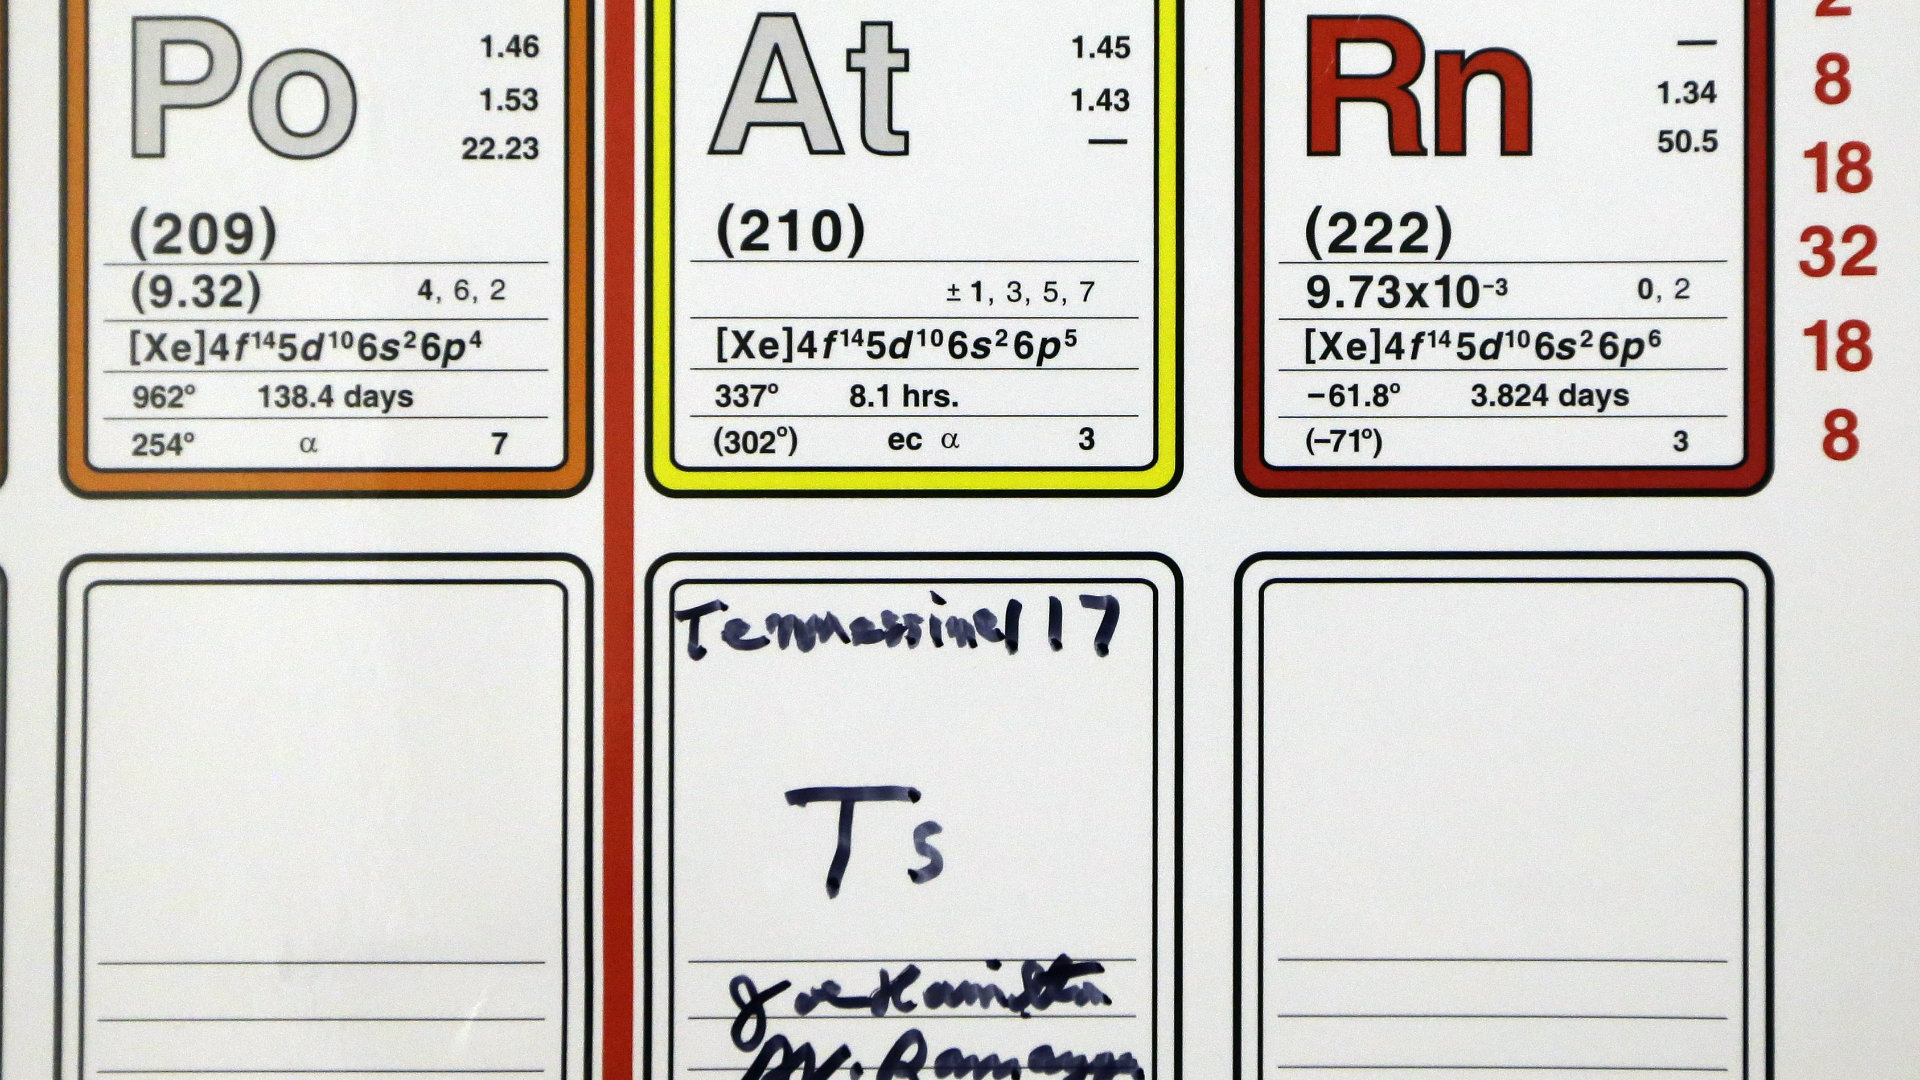 Po 1.46
1.53
22.23
(209)
(9.32) 4, 6, 2
[Xe]4f¹⁴5d¹⁰6s²6p⁴
962° 138.4 days
254° α 7
At 1.45
1.43
—
(210)
± 1, 3, 5, 7
[Xe]4f¹⁴5d¹⁰6s²6p⁵
337° 8.1 hrs.
(302°) ec α 3
Rn —
1.34
50.5
(222)
9.73x10⁻³ 0, 2
[Xe]4f¹⁴5d¹⁰6s²6p⁶
−61.8° 3.824 days
(−71°) 3
2
8
18
32
18
8
Tennessine 117
Ts
Joe Hamilton